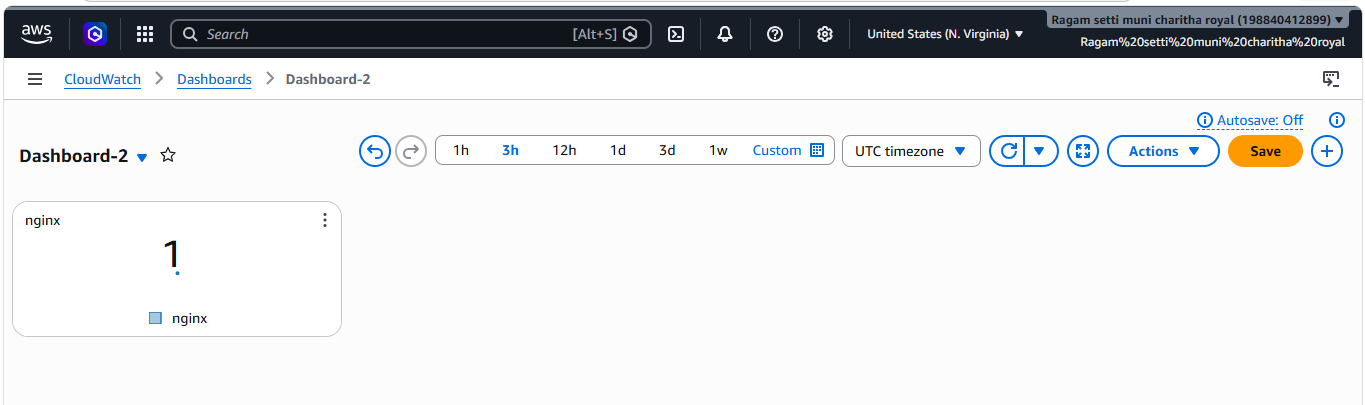 aws
Search [Alt+S]
United States (N. Virginia)
Ragam setti muni charitha royal (198840412899)
Ragam%20setti%20muni%20charitha%20royal
CloudWatch Dashboards Dashboard-2
Autosave: Off
Dashboard-2
1h 3h 12h 1d 3d 1w Custom
UTC timezone
Actions
Save
nginx
1
nginx